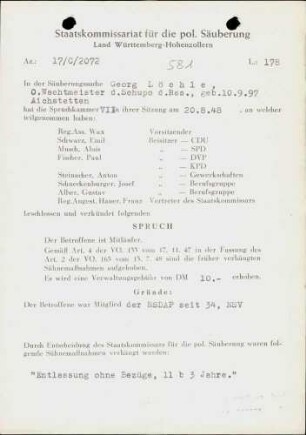 Staatskommissariat für die pol. Säuberung
Land Württemberg-Hohenzollern
Az.: 17/C/2072 581 L: 178
In der Säuberungssache Georg Löchle,
O.Wachtmeister d.Schupo d.Res., geb.10.9.97
Aichstetten
hat die Spruchkammer VII in ihrer Sitzung am 20.8.48, an welcher
teilgenommen haben:
Reg.Ass. Wax Vorsitzender
Schwarz, Emil Beisitzer — CDU
Musch, Alois — SPD
Fischer, Paul — DVP
— KPD
Steinacker, Anton — Gewerkschaften
Schneckenburger, Josef — Berufsgruppe
Alber, Gustav — Berufsgruppe
Reg.Angest. Hauer, Franz Vertreter des Staatskommissars
beschlossen und verkündet folgenden
SPRUCH
Der Betroffene ist Mitläufer.
Gemäß Art. 4 der VO. 133 vom 17. 11. 47 in der Fassung des
Art. 2 der VO. 165 vom 13. 7. 48 sind die früher verhängten
Sühnemaßnahmen aufgehoben.
Es wird eine Verwaltungsgebühr von DM 10.- erhoben.
Gründe:
Der Betroffene war Mitglied der NSDAP seit 34, NSV
Durch Entscheidung des Staatskommissars für die pol. Säuberung waren fol-
gende Sühnemaßnahmen verhängt worden:
"Entlassung ohne Bezüge, 11 b 3 Jahre."